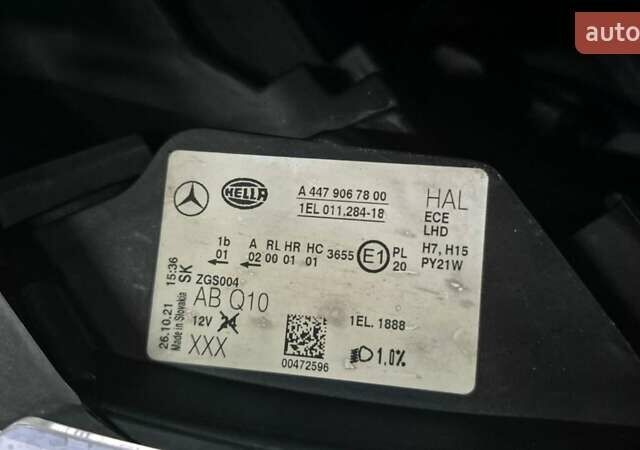 auto
HELLA
A 447 906 78 00
1EL 011.284-18
HAL
ECE
LHD
H7, H15
PY21W
1b A RL HR HC 3655 E1 PL
01 02 00 01 01 20
26.10.21 15:36
Made in Slovakia SK
ZGS004
AB Q10
12V 24
XXX
00472596
1EL.1888
1.0%